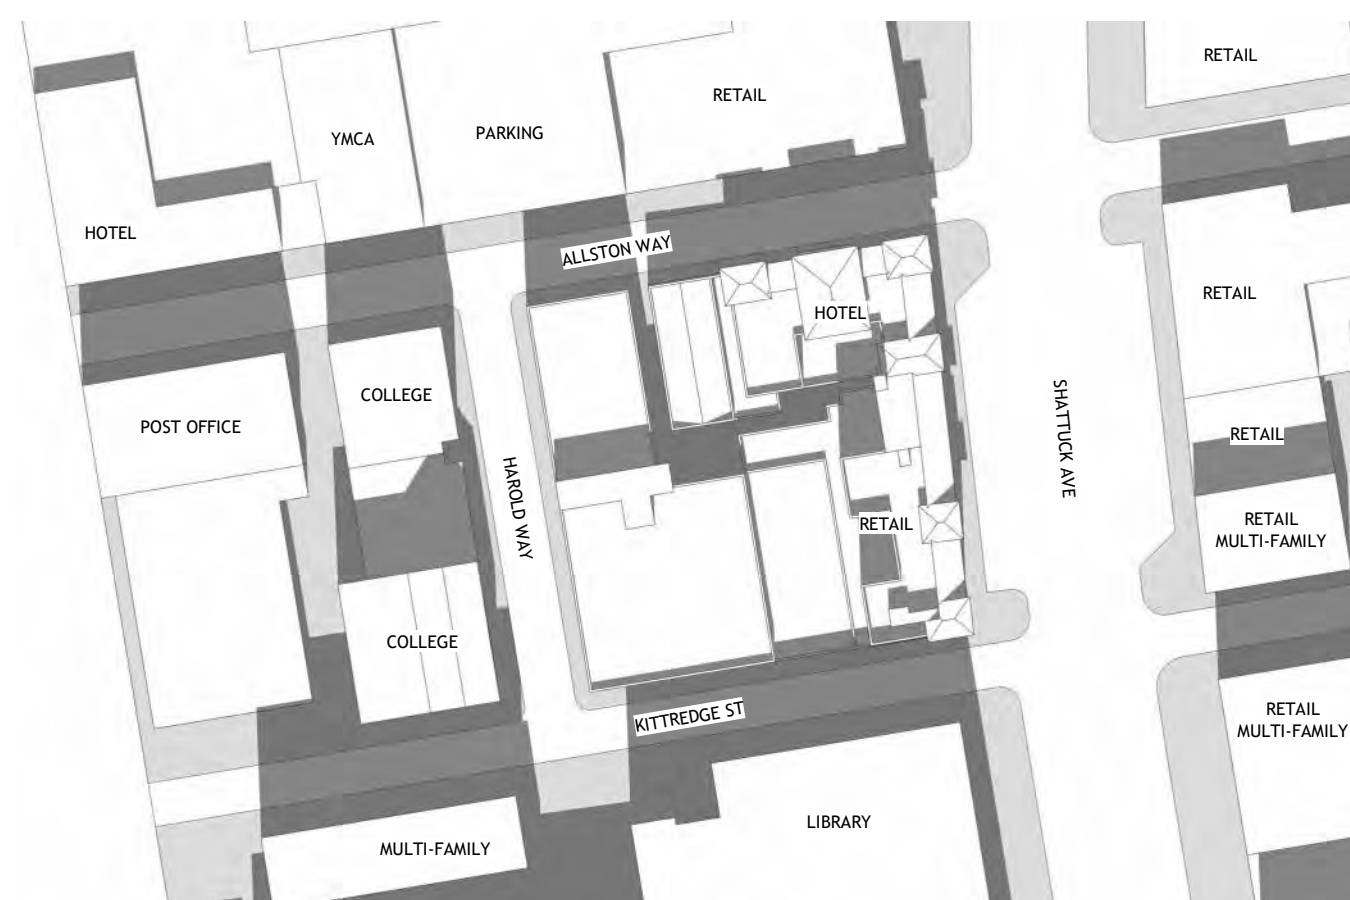 RETAIL
RETAIL
YMCA
PARKING
HOTEL
ALLSTON WAY
HOTEL
RETAIL
COLLEGE
POST OFFICE
SHATTUCK AVE
RETAIL
HAROLD WAY
RETAIL
RETAIL
MULTI-FAMILY
COLLEGE
KITTREDGE ST
RETAIL
MULTI-FAMILY
LIBRARY
MULTI-FAMILY